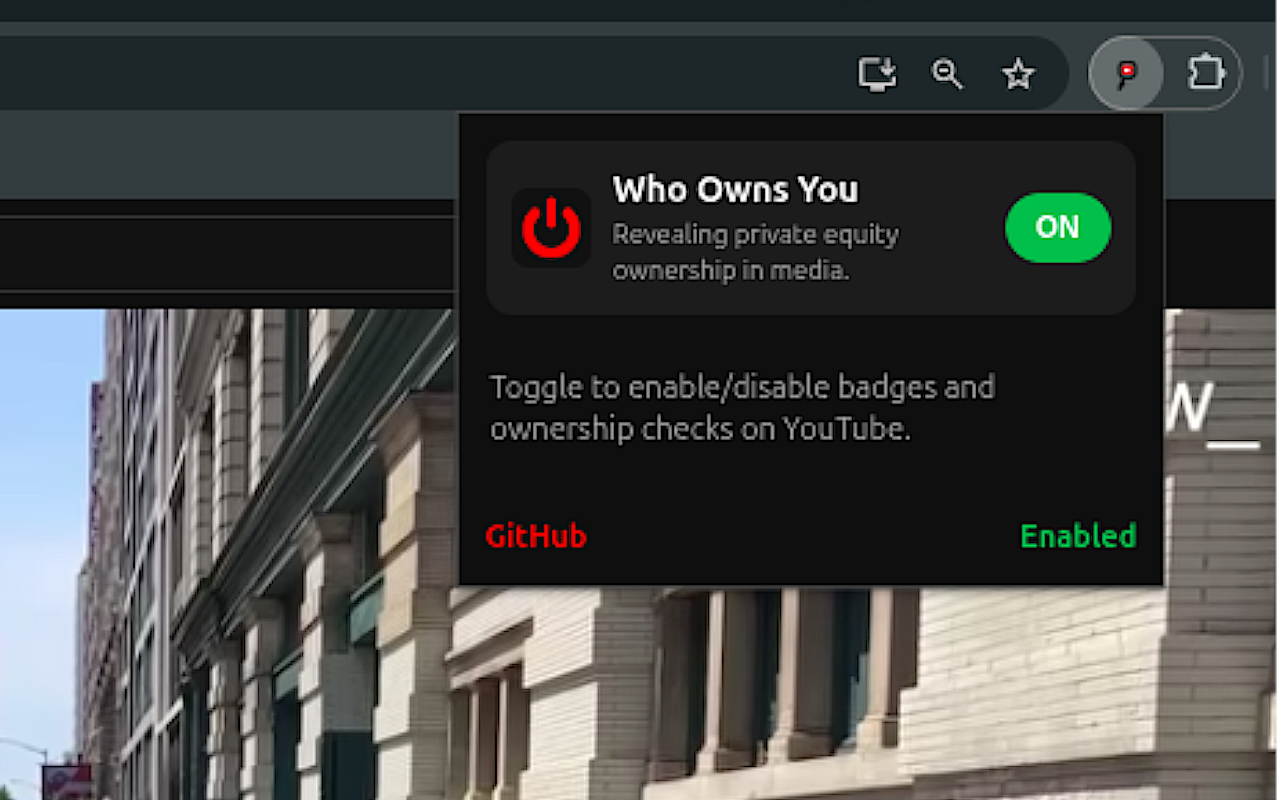 Who Owns You
Revealing private equity
ownership in media.
ON
Toggle to enable/disable badges and
ownership checks on YouTube.
W_
GitHub
Enabled